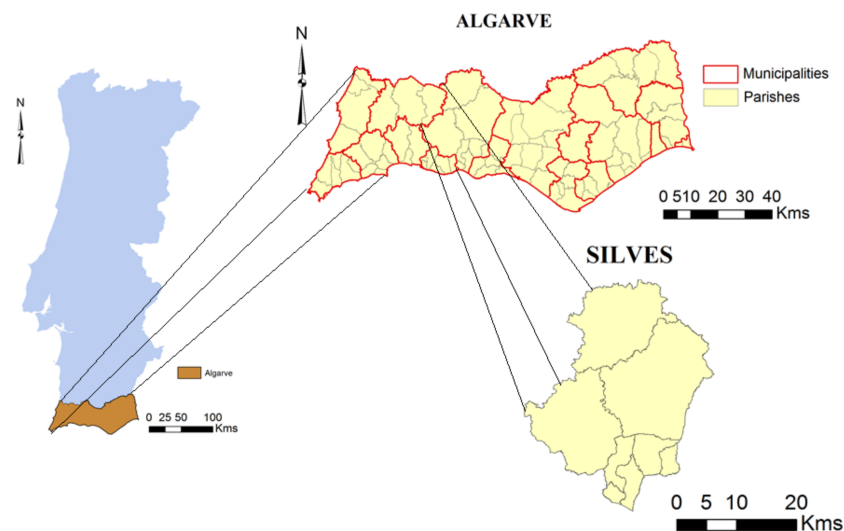 ALGARVE
N
Municipalities
Parishes
N
0 510 20 30 40
Kms
SILVES
Algarve
0 25 50 100
Kms
0 5 10 20
Kms